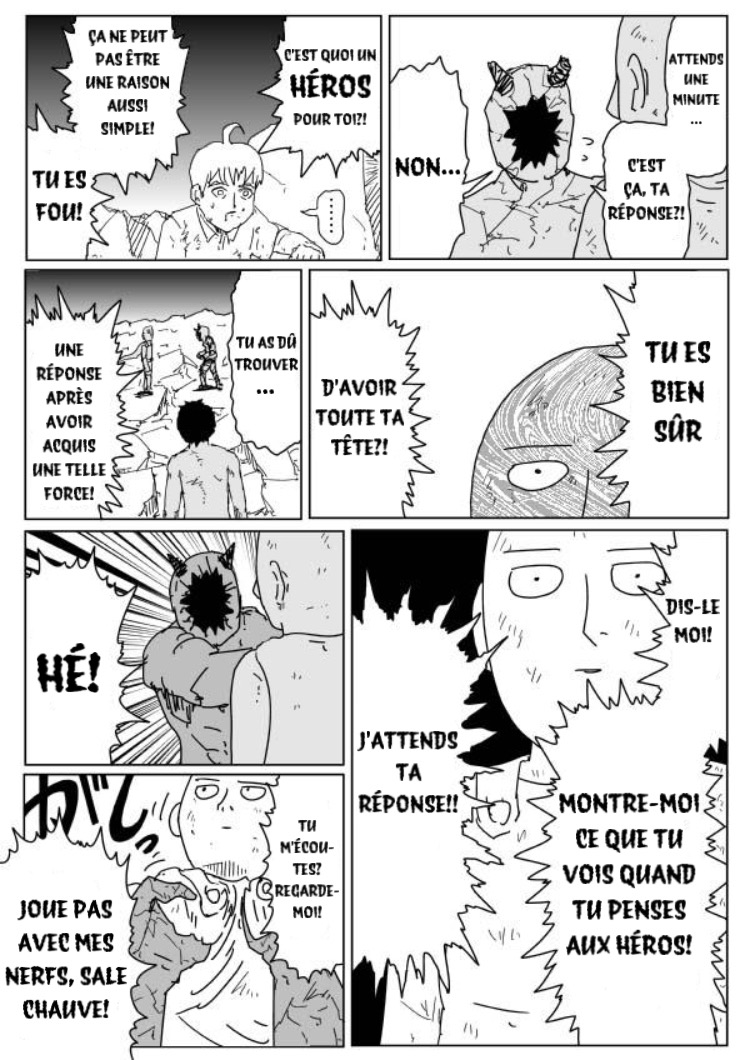 ATTENDS
UNE
MINUTE
...
C'EST
ÇA, TA
RÉPONSE?!
NON...
C'EST QUOI UN
HÉROS
POUR TOI?!
ÇA NE PEUT
PAS ÊTRE
UNE RAISON
AUSSI
SIMPLE!
TU ES
FOU!
......
TU ES
BIEN
SÛR
D'AVOIR
TOUTE TA
TÊTE?!
TU AS DÛ
TROUVER
...
UNE
RÉPONSE
APRÈS
AVOIR
ACQUIS
UNE TELLE
FORCE!
DIS-LE
MOI!
MONTRE-MOI
CE QUE TU
VOIS QUAND
TU PENSES
AUX HÉROS!
J'ATTENDS
TA
RÉPONSE!!
HÉ!
がしっ
TU
M'ÉCOU-
TES?
REGARDE-
MOI!
JOUE PAS
AVEC MES
NERFS, SALE
CHAUVE!